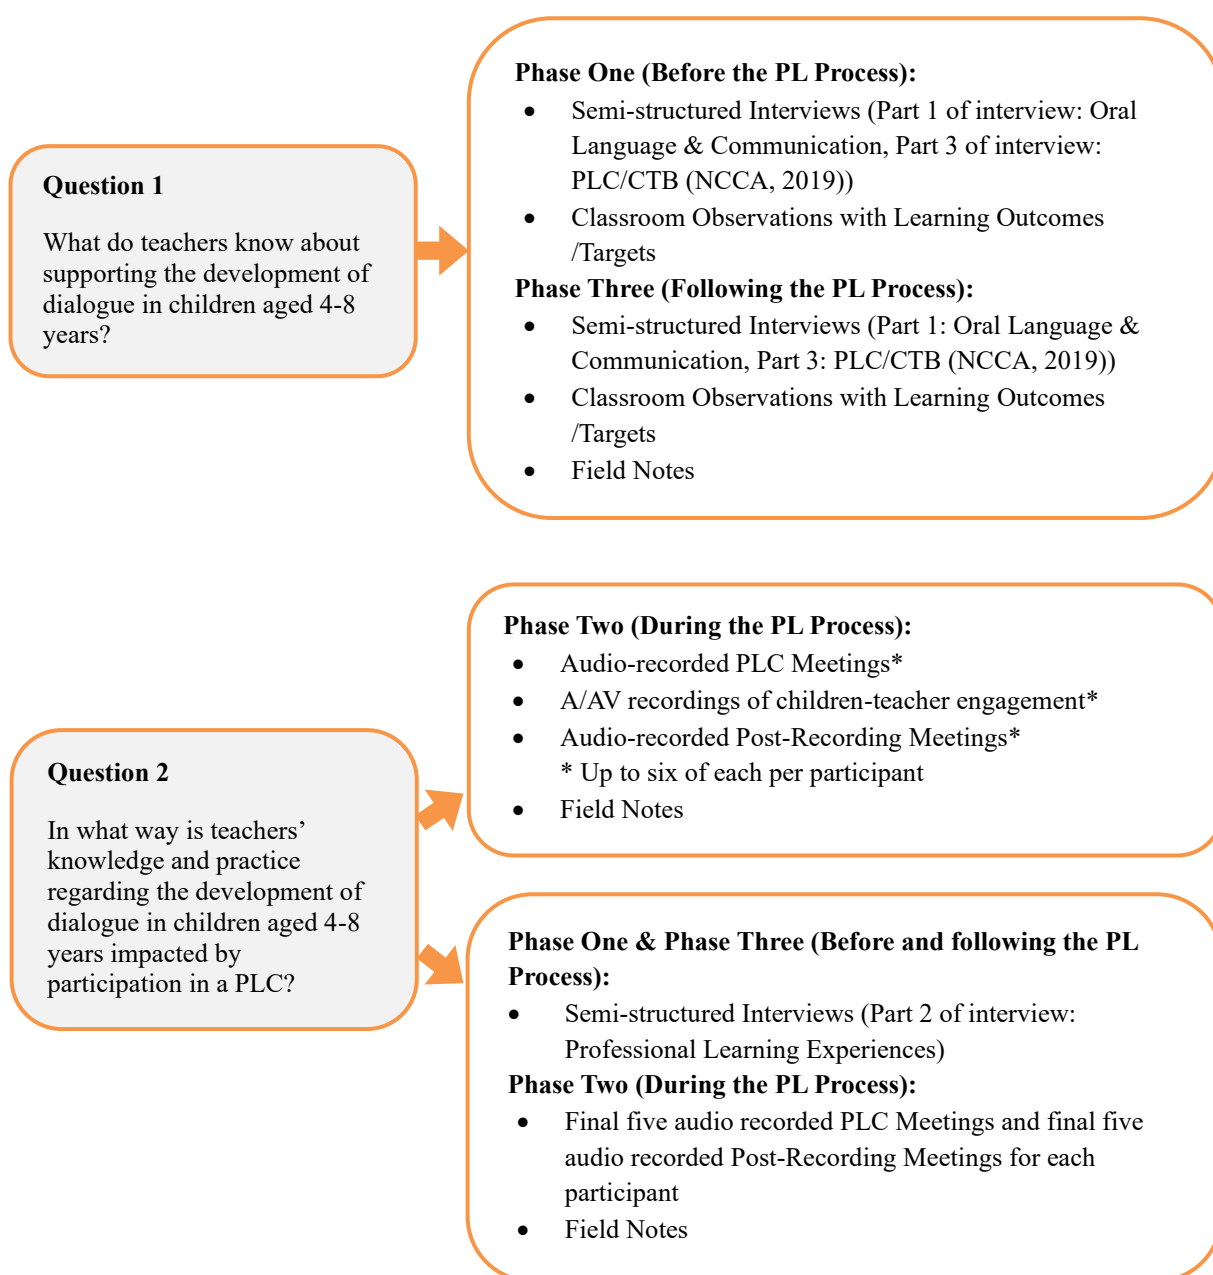 Question 1
What do teachers know about
supporting the development of
dialogue in children aged 4-8
years?
Phase One (Before the PL Process):
• Semi-structured Interviews (Part 1 of interview: Oral
Language & Communication, Part 3 of interview:
PLC/CTB (NCCA, 2019))
• Classroom Observations with Learning Outcomes
/Targets
Phase Three (Following the PL Process):
• Semi-structured Interviews (Part 1: Oral Language &
Communication, Part 3: PLC/CTB (NCCA, 2019))
• Classroom Observations with Learning Outcomes
/Targets
• Field Notes
Question 2
In what way is teachers’
knowledge and practice
regarding the development of
dialogue in children aged 4-8
years impacted by
participation in a PLC?
Phase Two (During the PL Process):
• Audio-recorded PLC Meetings*
• A/AV recordings of children-teacher engagement*
• Audio-recorded Post-Recording Meetings*
* Up to six of each per participant
• Field Notes
Phase One & Phase Three (Before and following the PL
Process):
• Semi-structured Interviews (Part 2 of interview:
Professional Learning Experiences)
Phase Two (During the PL Process):
• Final five audio recorded PLC Meetings and final five
audio recorded Post-Recording Meetings for each
participant
• Field Notes